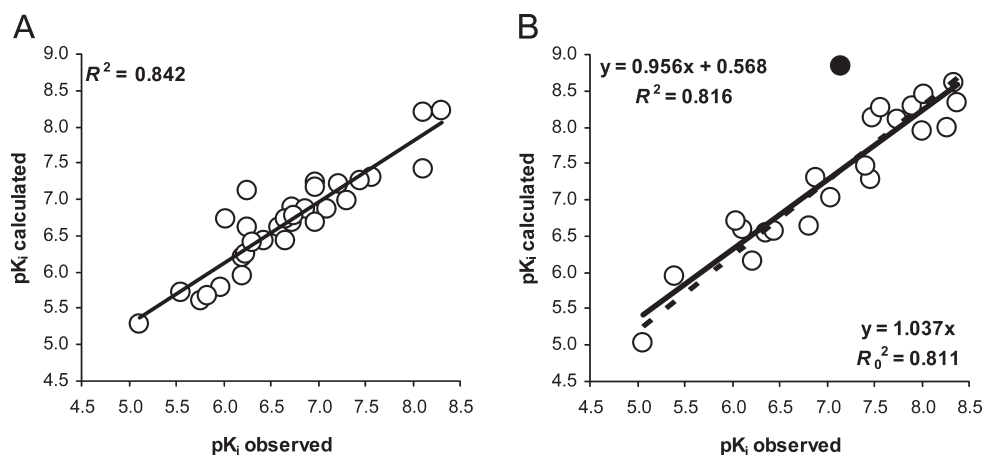 A
R² = 0.842
9.0
8.5
8.0
7.5
7.0
6.5
6.0
5.5
5.0
4.5
4.5 5.0 5.5 6.0 6.5 7.0 7.5 8.0 8.5
pKᵢ calculated
pKᵢ observed
B
y = 0.956x + 0.568
R² = 0.816
9.0
8.5
8.0
7.5
7.0
6.5
6.0
5.5
5.0
4.5
4.5 5.0 5.5 6.0 6.5 7.0 7.5 8.0 8.5
pKᵢ calculated
y = 1.037x
R₀² = 0.811
pKᵢ observed